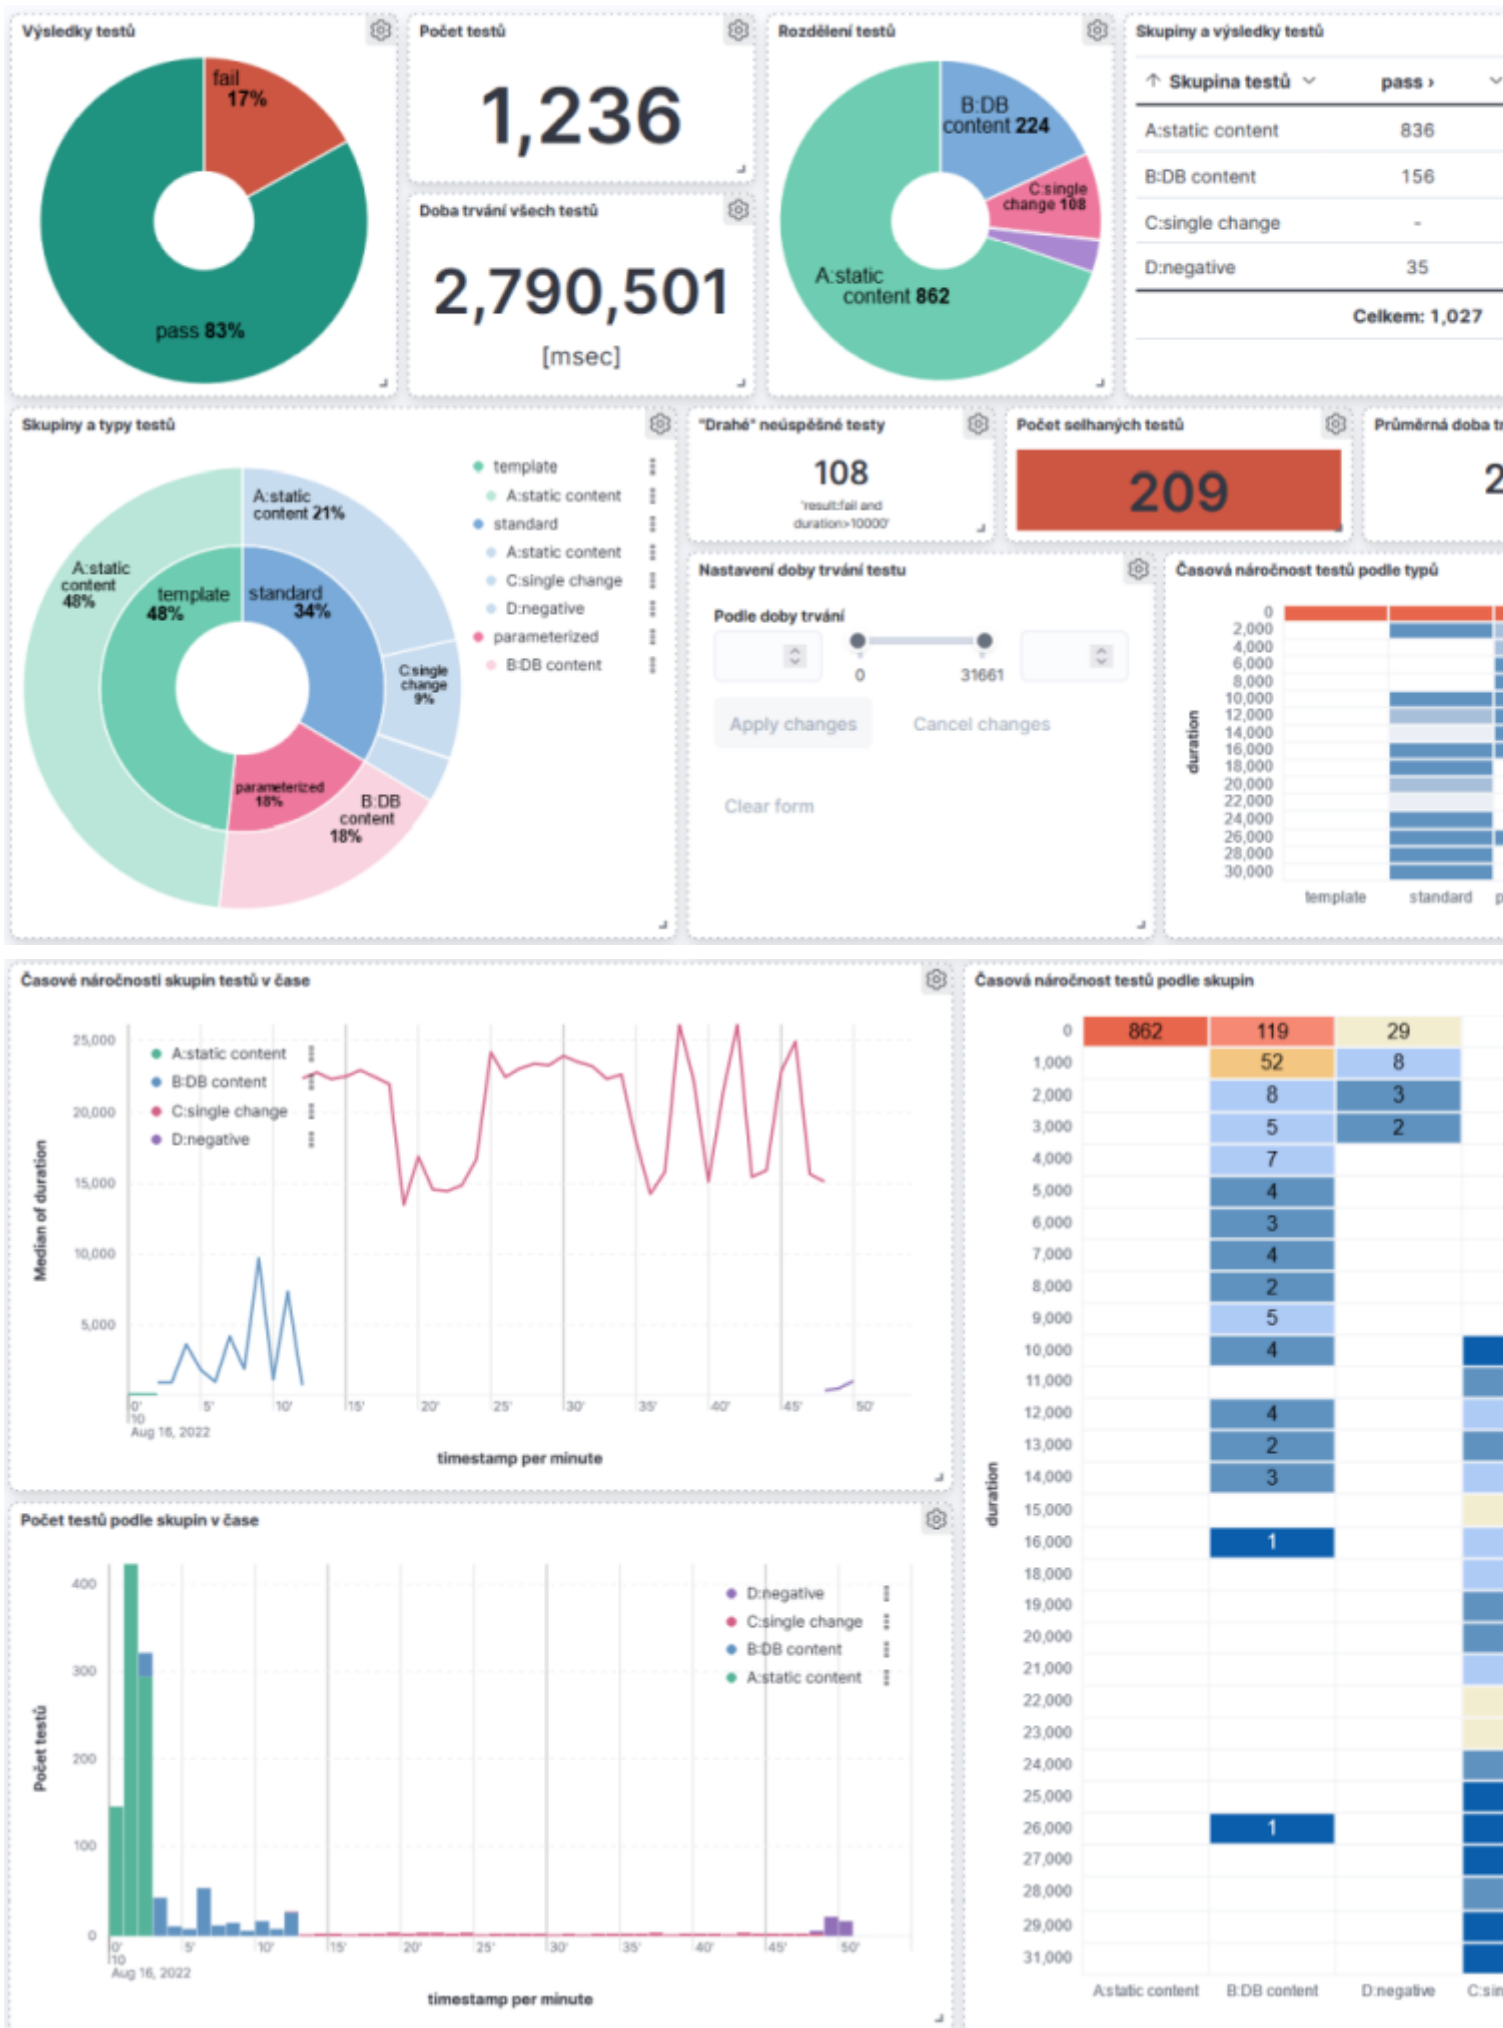 Výsledky testů
fail
17%
pass 83%
Počet testů
1,236
Doba trvání všech testů
2,790,501
[msec]
Rozdělení testů
B:DB
content 224
C:single
change 108
A:static
content 862
Skupiny a výsledky testů
↑ Skupina testů
pass ›
A:static content 836
B:DB content 156
C:single change -
D:negative 35
Celkem: 1,027
Skupiny a typy testů
A:static
content 21%
A:static
content
48%
template
48%
standard
34%
C:single
change
9%
parameterized
18%
B:DB
content
18%
template
A:static content
standard
A:static content
C:single change
D:negative
parameterized
B:DB content
"Drahé" neúspěšné testy
108
'result:fail and
duration>10000'
Počet selhaných testů
209
Průměrná doba tr
2
Nastavení doby trvání testu
Podle doby trvání
0
31661
Apply changes
Cancel changes
Clear form
Časová náročnost testů podle typů
duration
0
2,000
4,000
6,000
8,000
10,000
12,000
14,000
16,000
18,000
20,000
22,000
24,000
26,000
28,000
30,000
template standard p
Časové náročnosti skupin testů v čase
Median of duration
25,000
20,000
15,000
10,000
5,000
A:static content
B:DB content
C:single change
D:negative
0' 5' 10' 15' 20' 25' 30' 35' 40' 45' 50'
10
Aug 16, 2022
timestamp per minute
Počet testů podle skupin v čase
Počet testů
400
300
200
100
0
D:negative
C:single change
B:DB content
A:static content
0' 5' 10' 15' 20' 25' 30' 35' 40' 45' 50'
10
Aug 16, 2022
timestamp per minute
Časová náročnost testů podle skupin
duration
0 862 119 29
1,000 52 8
2,000 8 3
3,000 5 2
4,000 7
5,000 4
6,000 3
7,000 4
8,000 2
9,000 5
10,000 4
11,000
12,000 4
13,000 2
14,000 3
15,000
16,000 1
18,000
19,000
20,000
21,000
22,000
23,000
24,000
25,000
26,000 1
27,000
28,000
29,000
31,000
A:static content B:DB content D:negative C:sin